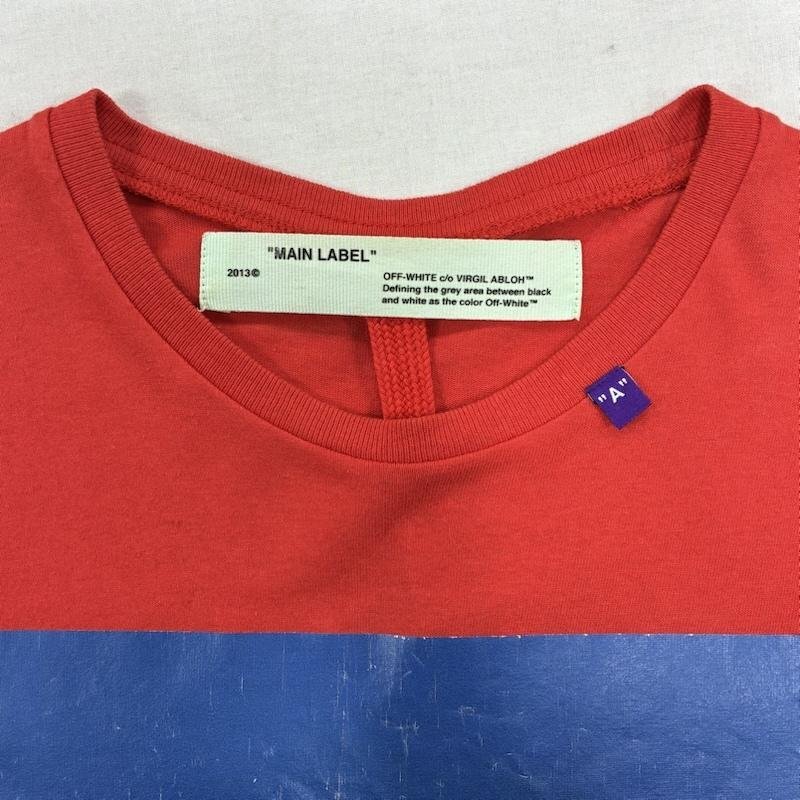 "MAIN LABEL"
2013©
OFF-WHITE c/o VIRGIL ABLOH™
Defining the grey area between black
and white as the color Off-White™
"A"